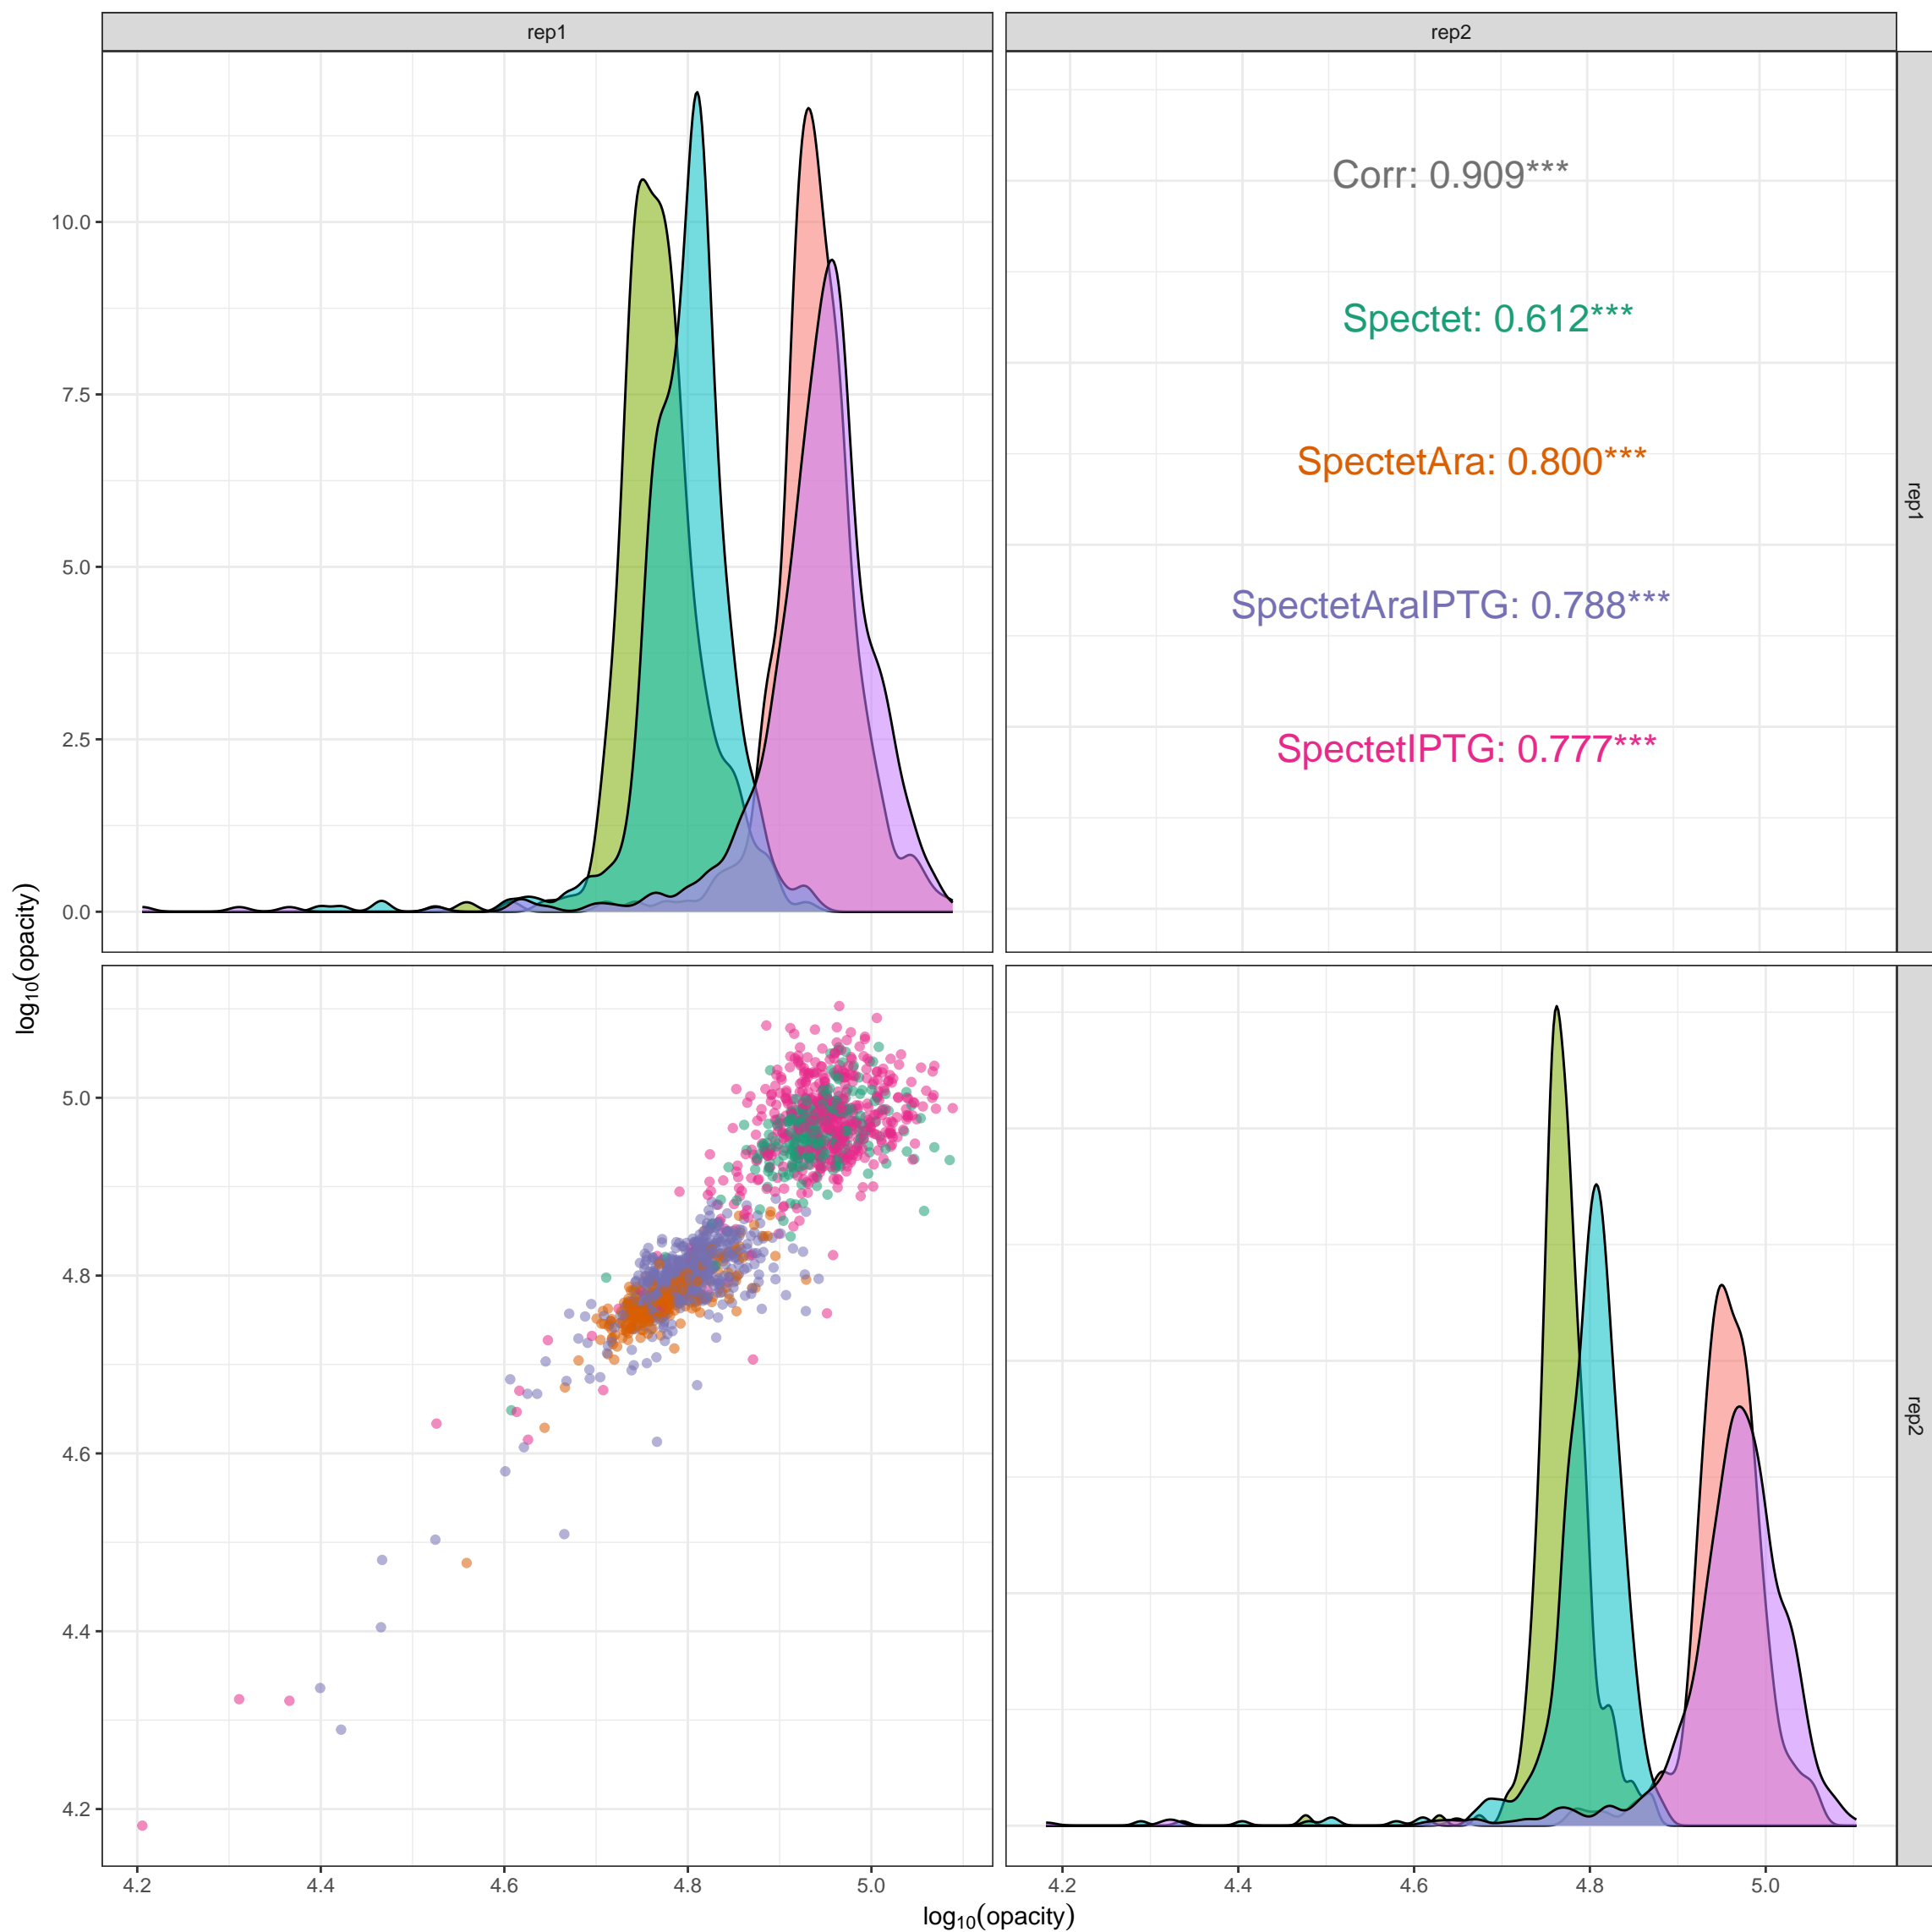 rep1
rep2
10.0
7.5
5.0
2.5
0.0
Corr: 0.909***
Spectet: 0.612***
SpectetAra: 0.800***
SpectetAraIPTG: 0.788***
SpectetIPTG: 0.777***
rep1
log₁₀(opacity)
5.0
4.8
4.6
4.4
4.2
rep2
4.2 4.4 4.6 4.8 5.0
4.2 4.4 4.6 4.8 5.0
log₁₀(opacity)